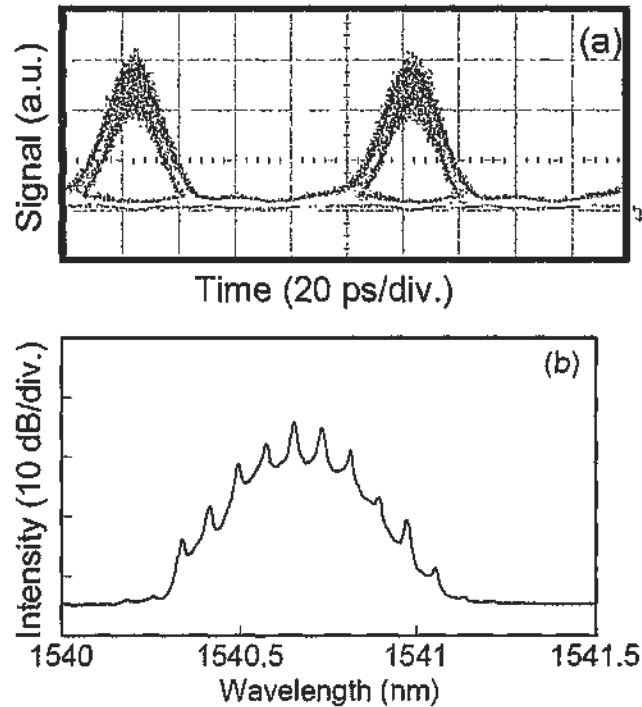 (a)
Signal (a.u.)
Time (20 ps/div.)
(b)
Intensity (10 dB/div.)
1540 1540.5 1541 1541.5
Wavelength (nm)